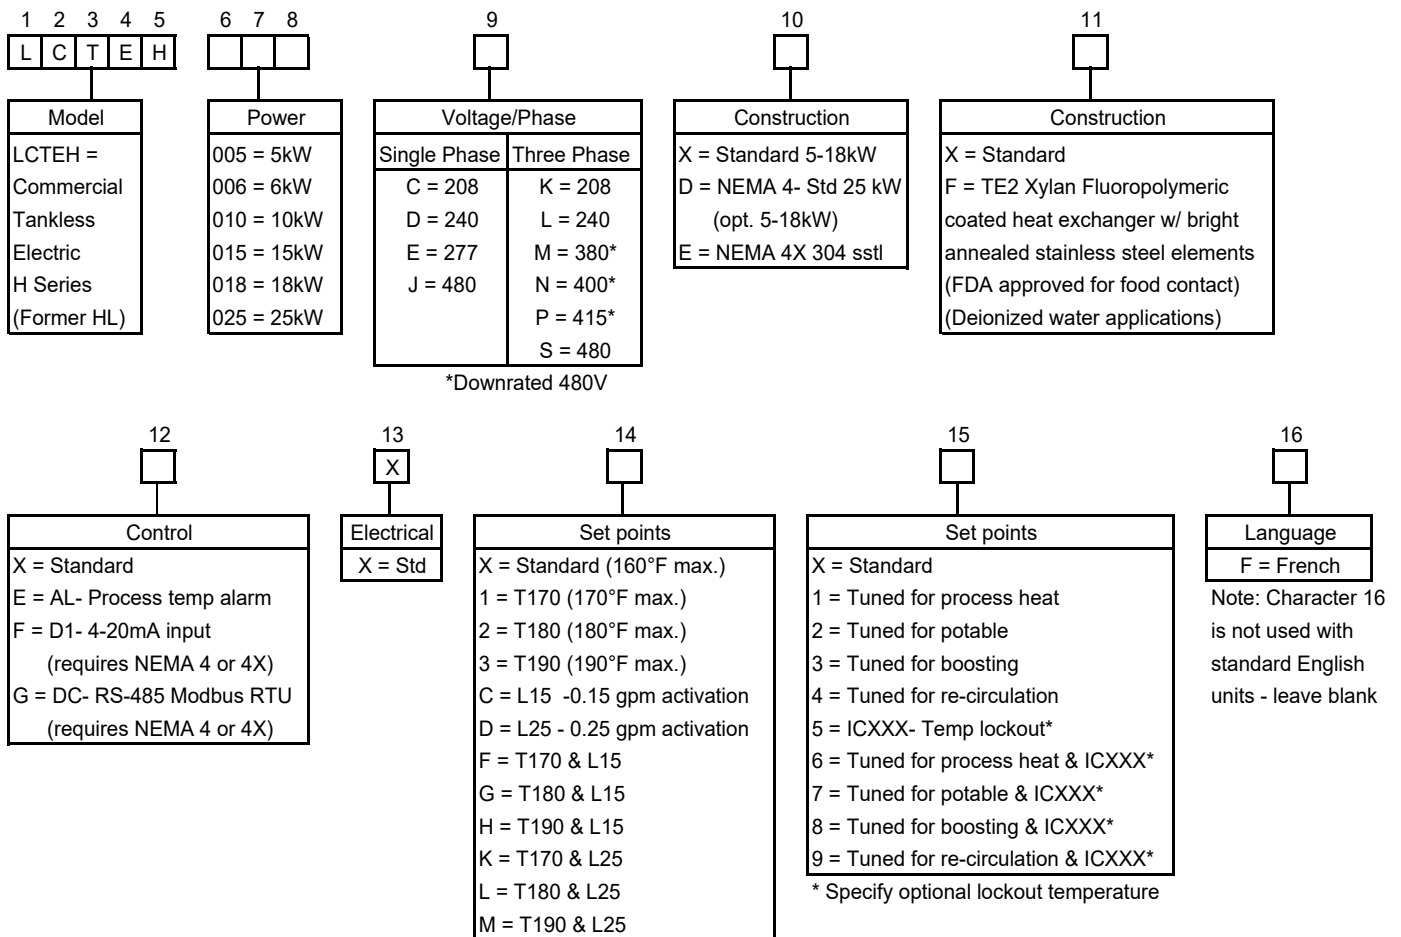 1 2 3 4 5 6 7 8 9 10 11
L C T E H
Model
LCTEH =
Commercial
Tankless
Electric
H Series
(Former HL)
Power
005 = 5kW
006 = 6kW
010 = 10kW
015 = 15kW
018 = 18kW
025 = 25kW
Voltage/Phase
Single Phase Three Phase
C = 208 K = 208
D = 240 L = 240
E = 277 M = 380*
J = 480 N = 400*
P = 415*
S = 480
*Downrated 480V
Construction
X = Standard 5-18kW
D = NEMA 4- Std 25 kW
(opt. 5-18kW)
E = NEMA 4X 304 sstl
Construction
X = Standard
F = TE2 Xylan Fluoropolymeric
coated heat exchanger w/ bright
annealed stainless steel elements
(FDA approved for food contact)
(Deionized water applications)
12 13 14 15 16
X
Control
X = Standard
E = AL- Process temp alarm
F = D1- 4-20mA input
(requires NEMA 4 or 4X)
G = DC- RS-485 Modbus RTU
(requires NEMA 4 or 4X)
Electrical
X = Std
Set points
X = Standard (160°F max.)
1 = T170 (170°F max.)
2 = T180 (180°F max.)
3 = T190 (190°F max.)
C = L15 -0.15 gpm activation
D = L25 - 0.25 gpm activation
F = T170 & L15
G = T180 & L15
H = T190 & L15
K = T170 & L25
L = T180 & L25
M = T190 & L25
Set points
X = Standard
1 = Tuned for process heat
2 = Tuned for potable
3 = Tuned for boosting
4 = Tuned for re-circulation
5 = ICXXX- Temp lockout*
6 = Tuned for process heat & ICXXX*
7 = Tuned for potable & ICXXX*
8 = Tuned for boosting & ICXXX*
9 = Tuned for re-circulation & ICXXX*
* Specify optional lockout temperature
Language
F = French
Note: Character 16
is not used with
standard English
units - leave blank